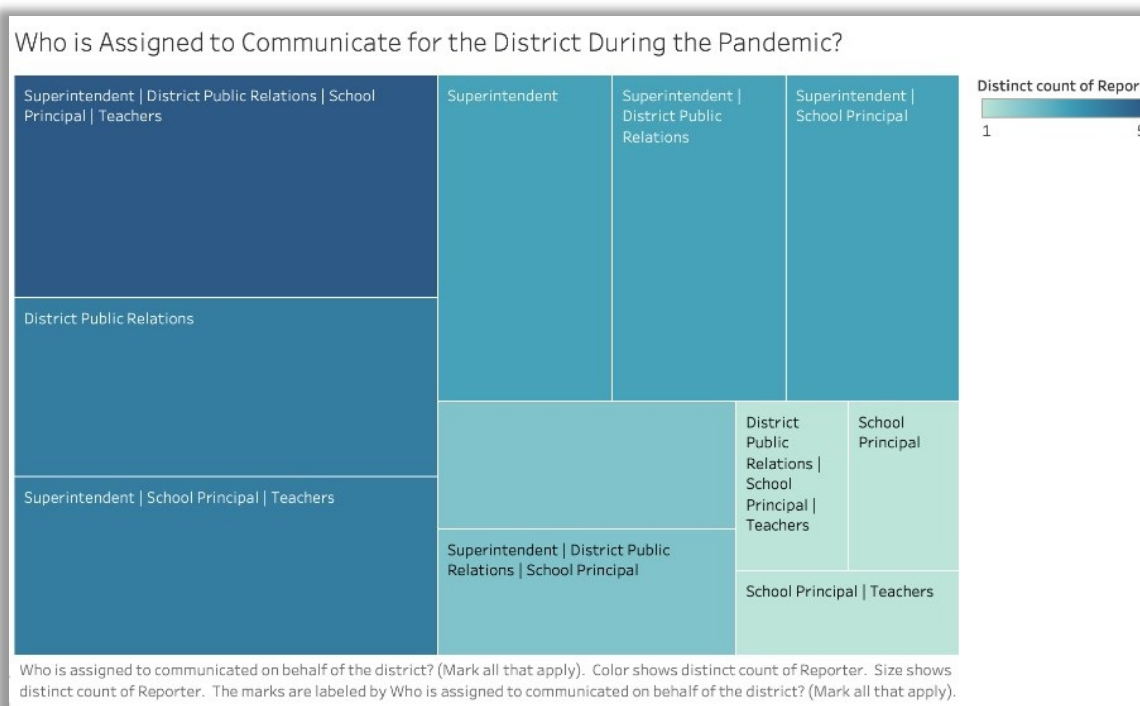 Who is Assigned to Communicate for the District During the Pandemic?
Superintendent | District Public Relations | School
Principal | Teachers
District Public Relations
Superintendent | School Principal | Teachers
Superintendent
Superintendent |
District Public
Relations
Superintendent |
School Principal
Superintendent | District Public
Relations | School Principal
District
Public
Relations |
School
Principal |
Teachers
School
Principal
School Principal | Teachers
Distinct count of Repor
1
Who is assigned to communicated on behalf of the district? (Mark all that apply). Color shows distinct count of Reporter. Size shows
distinct count of Reporter. The marks are labeled by Who is assigned to communicated on behalf of the district? (Mark all that apply).